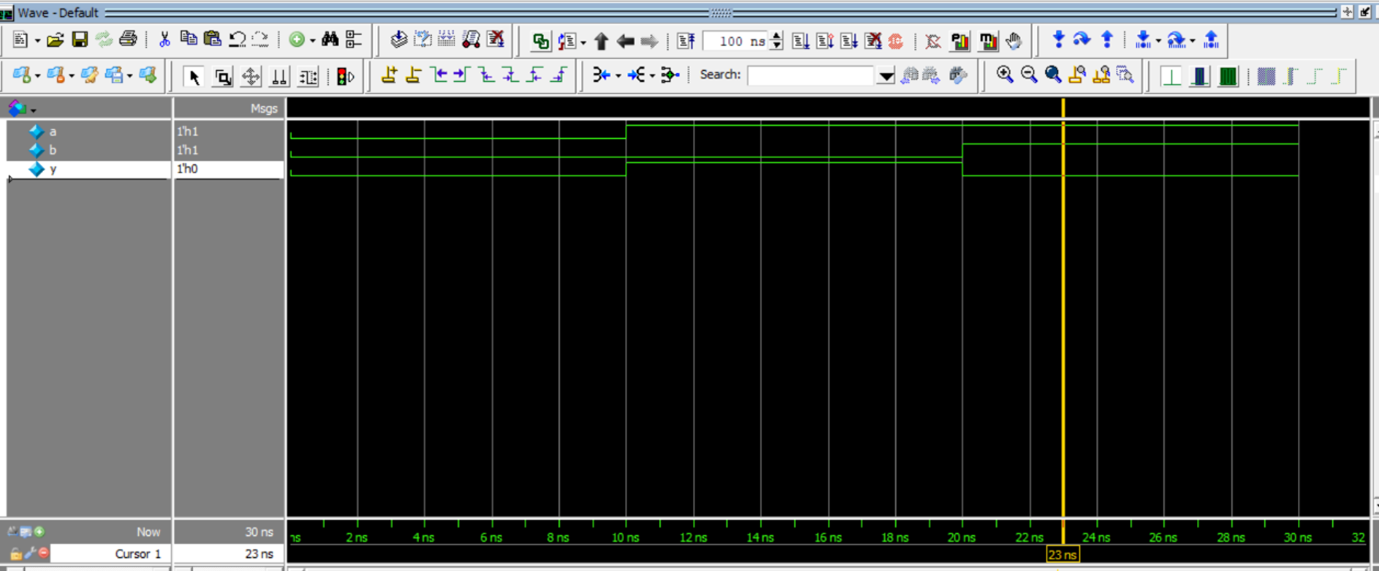 Wave - Default
100 ns
Search:
Msgs
a 1'h1
b 1'h1
y 1'h0
Now 30 ns
ns 2 ns 4 ns 6 ns 8 ns 10 ns 12 ns 14 ns 16 ns 18 ns 20 ns 22 ns 24 ns 26 ns 28 ns 30 ns 32
Cursor 1 23 ns
23 ns